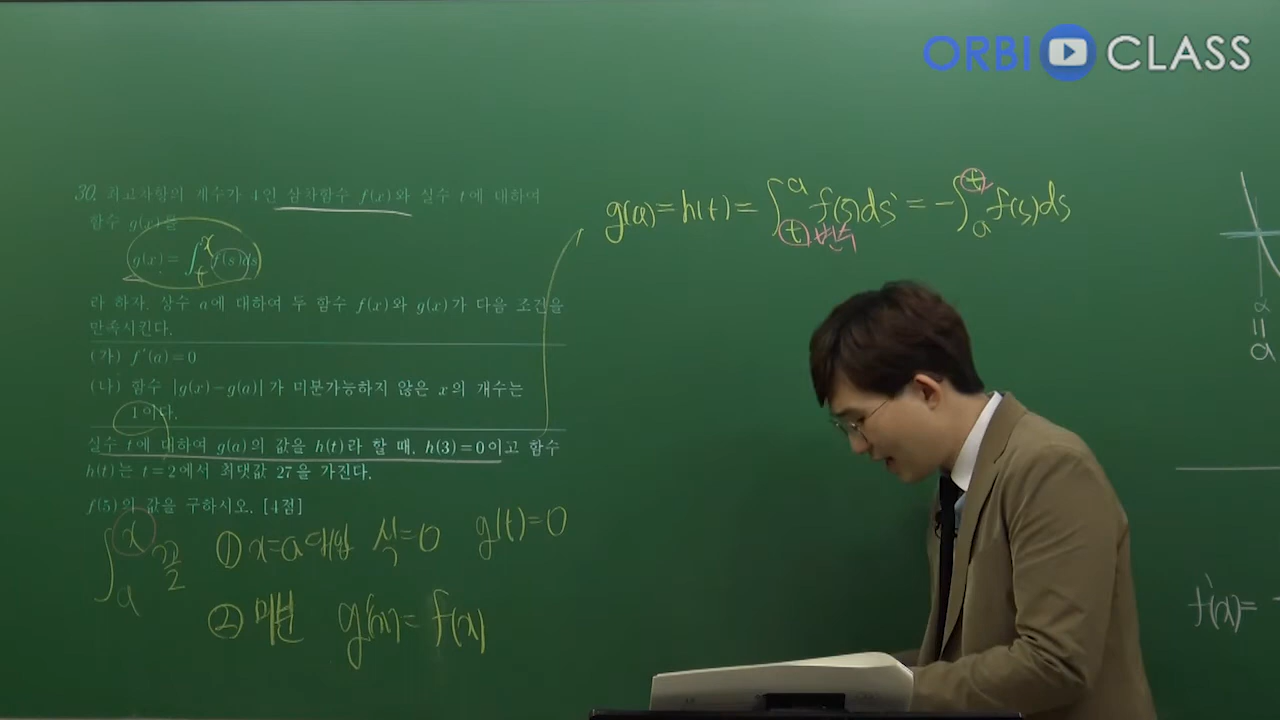 ORBI CLASS
30. 최고차항의 계수가 4인 삼차함수 f(x)와 실수 t에 대하여
함수 g(x)를
g(x)=∫ₜˣ f(s)ds
라 하자. 상수 a에 대하여 두 함수 f(x)와 g(x)가 다음 조건을
만족시킨다.
(가) f'(a)=0
(나) 함수 |g(x)-g(a)|가 미분가능하지 않은 x의 개수는
1이다.
실수 t에 대하여 g(a)의 값을 h(t)라 할 때, h(3)=0이고 함수
h(t)는 t=2에서 최댓값 27을 가진다.
f(5)의 값을 구하시오. [4점]
∫ₐˣ 꼴
2
① x=a 대입 식=0 g(t)=0
② 미분 g'(x)=f(x)
g(a)=h(t)=∫ₜᵃ f(s)ds=-∫ₐᵗ f(s)ds
변수
α
=
a
f'(x)=